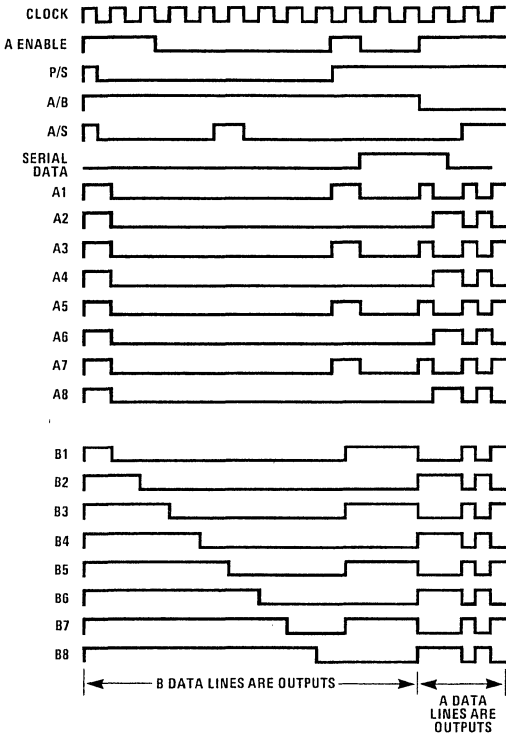 CLOCK
A ENABLE
P/S
A/B
A/S
SERIAL
DATA
A1
A2
A3
A4
A5
A6
A7
A8
B1
B2
B3
B4
B5
B6
B7
B8
B DATA LINES ARE OUTPUTS
A DATA
LINES ARE
OUTPUTS